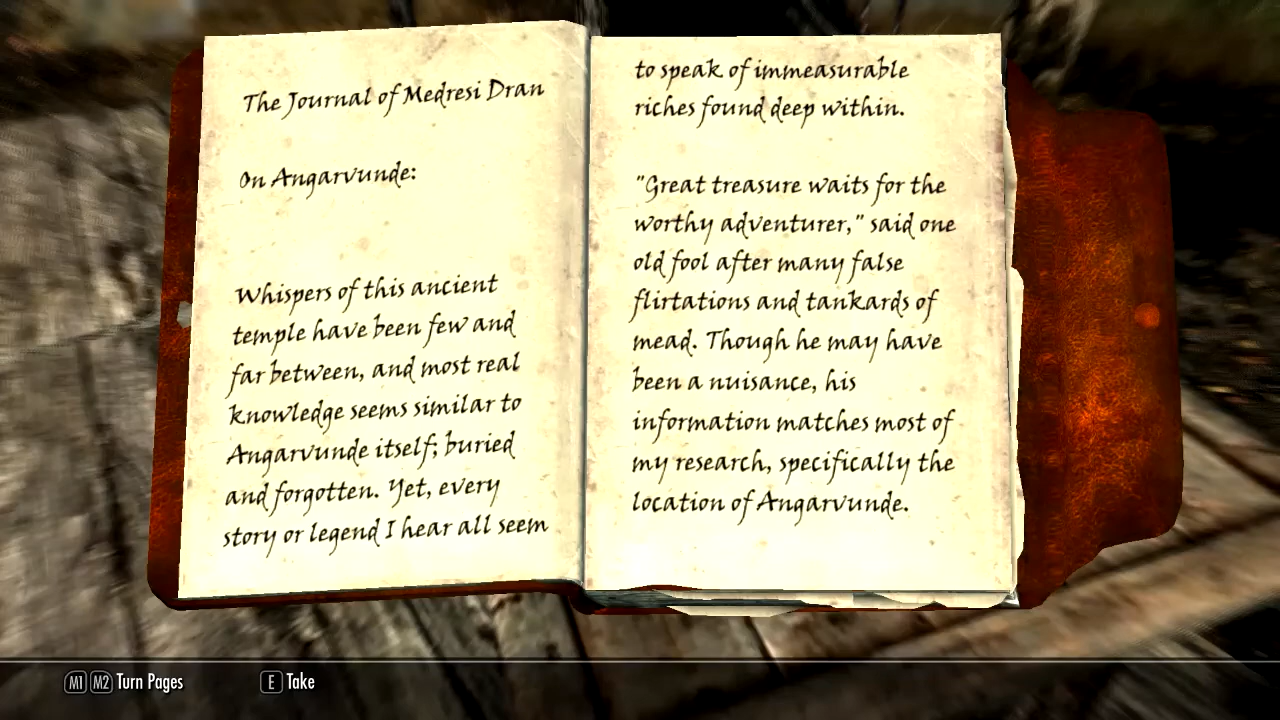 The Journal of Medresi Dran
On Angarvunde:
Whispers of this ancient
temple have been few and
far between, and most real
knowledge seems similar to
Angarvunde itself; buried
and forgotten. Yet, every
story or legend I hear all seem
to speak of immeasurable
riches found deep within.
"Great treasure waits for the
worthy adventurer," said one
old fool after many false
flirtations and tankards of
mead. Though he may have
been a nuisance, his
information matches most of
my research, specifically the
location of Angarvunde.
M1 M2 Turn Pages E Take